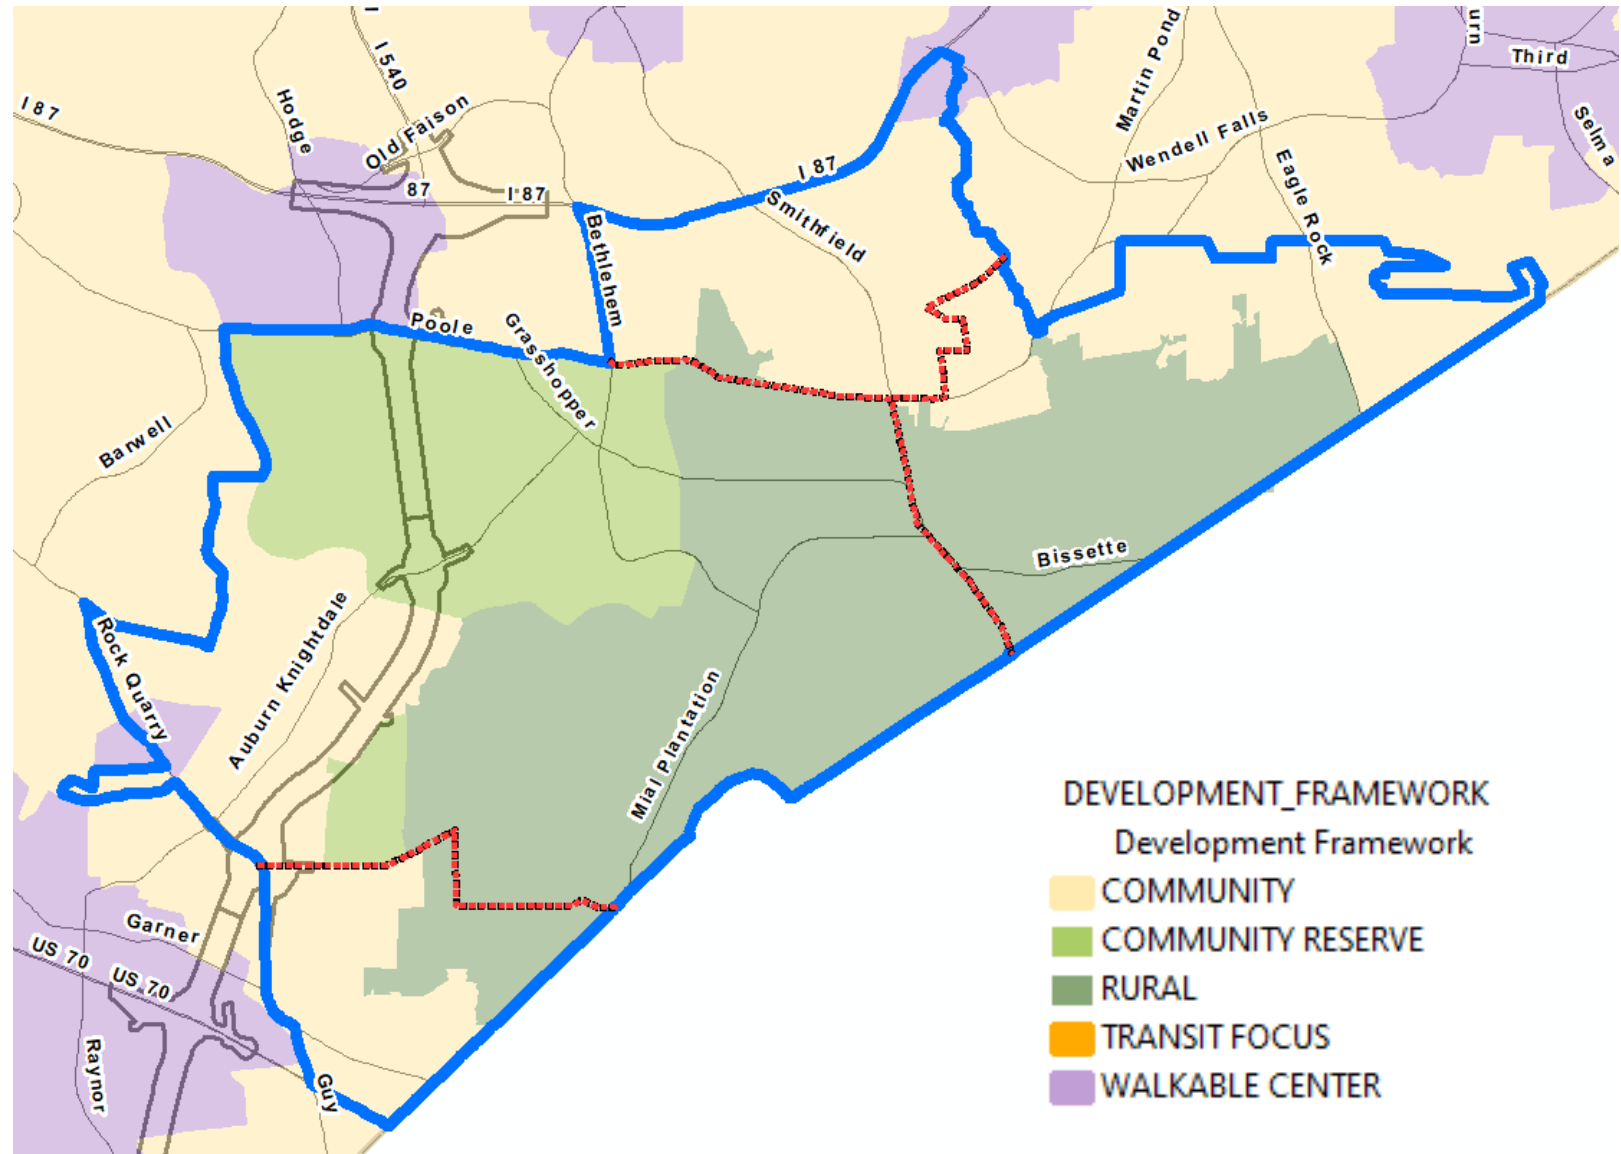 I
I 540
I 87
Hodge
Old Faison
87
I 87
I 87
Bethlehem
Smithfield
Martin Pond
Wendell Falls
Eagle Rock
urn
Third
Selma
Poole
Grasshopper
Barwell
Rock Quarry
Auburn Knightdale
Bissette
Mial Plantation
Garner
US 70
US 70
Raynor
Guy
DEVELOPMENT_FRAMEWORK
Development Framework
COMMUNITY
COMMUNITY RESERVE
RURAL
TRANSIT FOCUS
WALKABLE CENTER